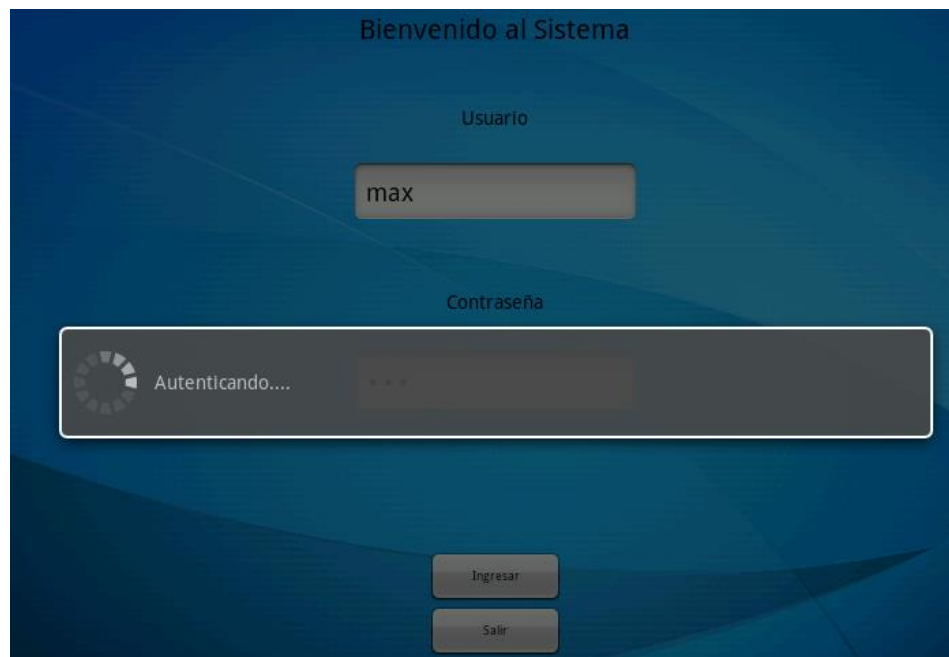 Bienvenido al Sistema
Usuario
max
Contraseña
Autenticando....
Ingresar
Salir